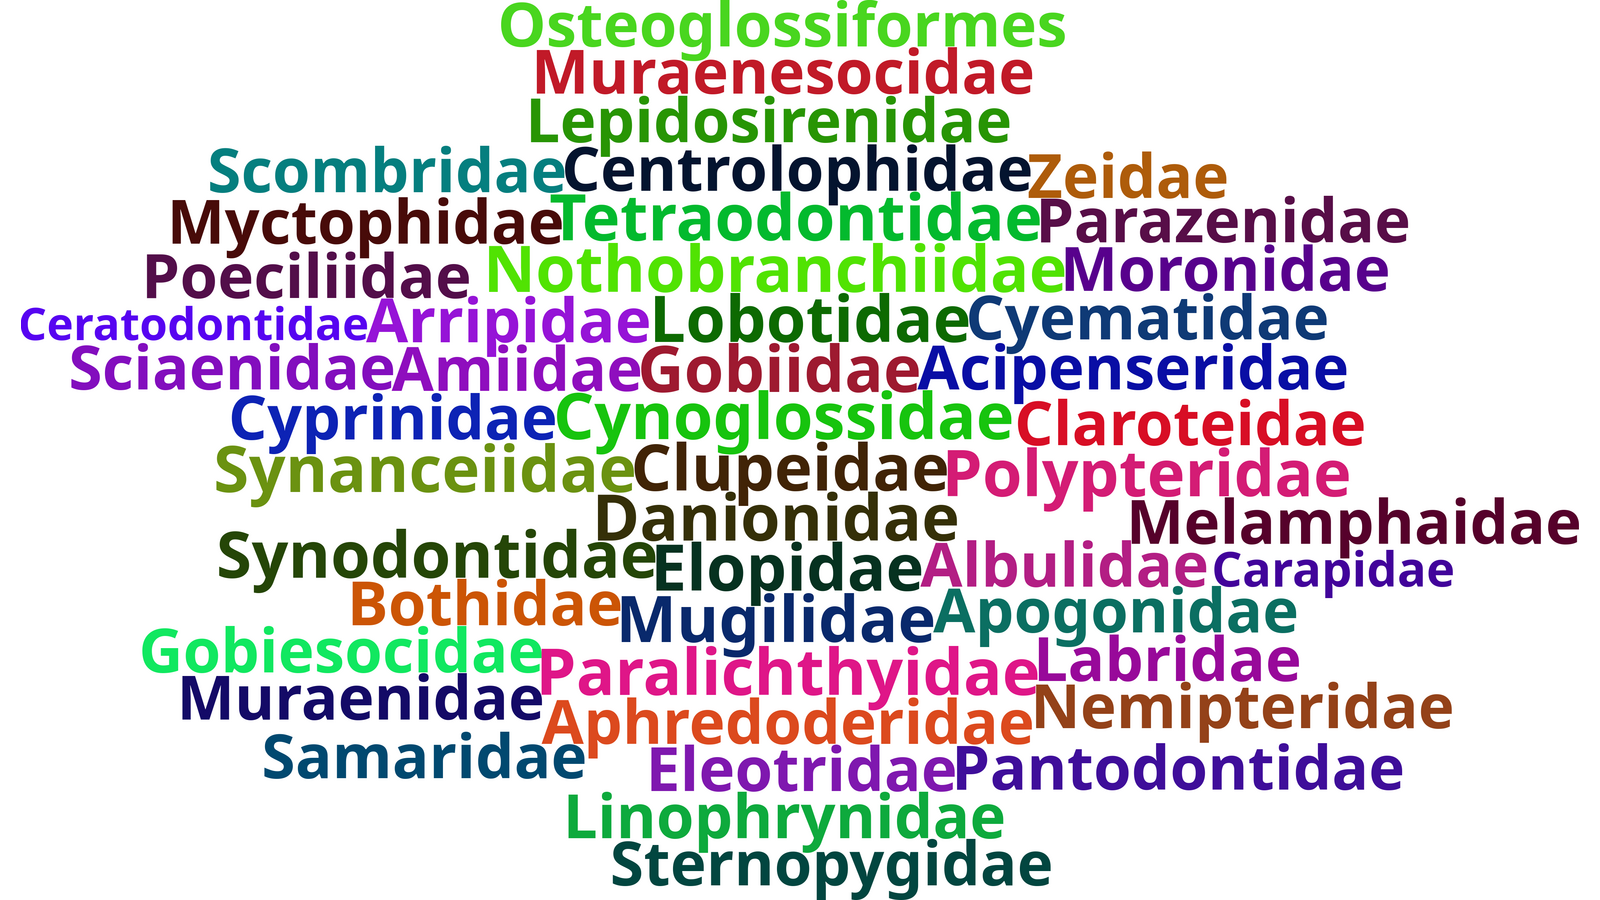 Osteoglossiformes
Muraenesocidae
Lepidosirenidae
Scombridae Centrolophidae Zeidae
Myctophidae Tetraodontidae Parazenidae
Poeciliidae Nothobranchiidae Moronidae
Ceratodontidae Arripidae Lobotidae Cyematidae
Sciaenidae Amiidae Gobiidae Acipenseridae
Cyprinidae Cynoglossidae Claroteidae
Synanceiidae Clupeidae Polypteridae
Danionidae Melamphaidae
Synodontidae Elopidae Albulidae Carapidae
Bothidae Mugilidae Apogonidae
Gobiesocidae Paralichthyidae Labridae
Muraenidae Aphredoderidae Nemipteridae
Samaridae Eleotridae Pantodontidae
Linophrynidae
Sternopygidae